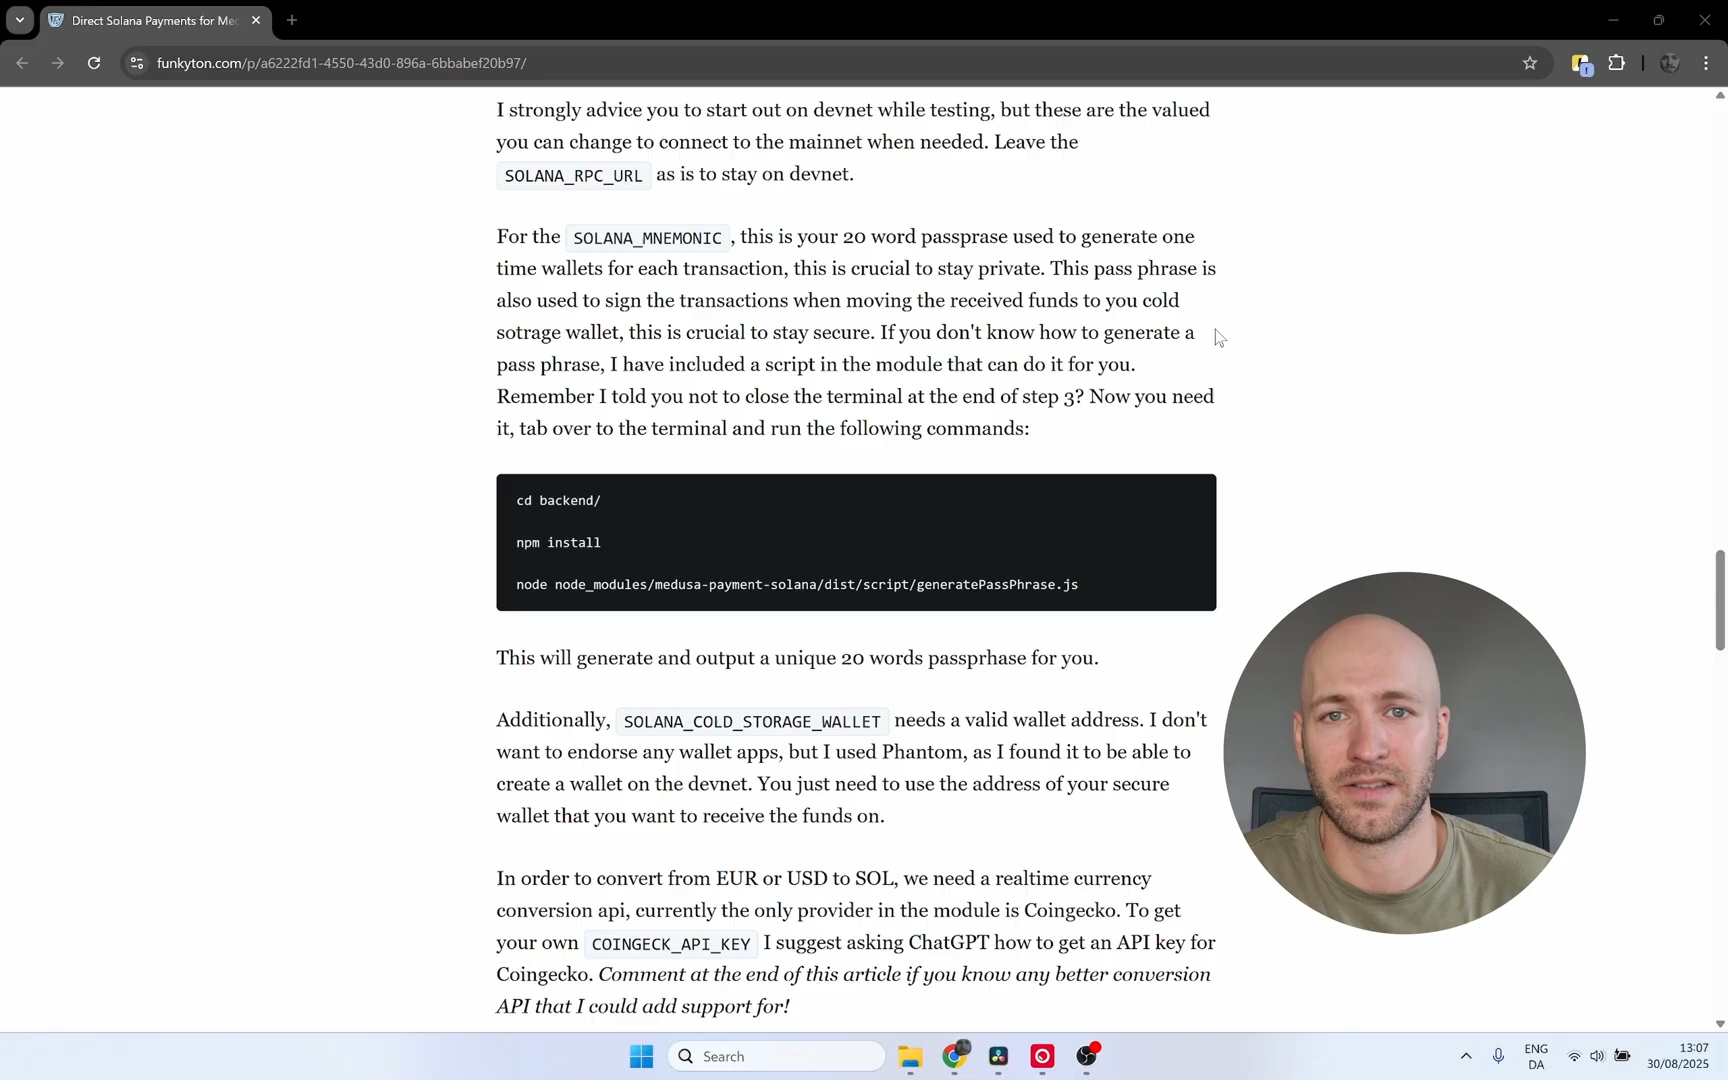 Direct Solana Payments for Med
funkyton.com/p/a6222fd1-4550-43d0-896a-6bbabef20b97/
I strongly advice you to start out on devnet while testing, but these are the valued
you can change to connect to the mainnet when needed. Leave the
SOLANA_RPC_URL as is to stay on devnet.
For the SOLANA_MNEMONIC, this is your 20 word passprase used to generate one
time wallets for each transaction, this is crucial to stay private. This pass phrase is
also used to sign the transactions when moving the received funds to you cold
sotrage wallet, this is crucial to stay secure. If you don't know how to generate a
pass phrase, I have included a script in the module that can do it for you.
Remember I told you not to close the terminal at the end of step 3? Now you need
it, tab over to the terminal and run the following commands:
cd backend/
npm install
node node_modules/medusa-payment-solana/dist/script/generatePassPhrase.js
This will generate and output a unique 20 words passprhase for you.
Additionally, SOLANA_COLD_STORAGE_WALLET needs a valid wallet address. I don't
want to endorse any wallet apps, but I used Phantom, as I found it to be able to
create a wallet on the devnet. You just need to use the address of your secure
wallet that you want to receive the funds on.
In order to convert from EUR or USD to SOL, we need a realtime currency
conversion api, currently the only provider in the module is Coingecko. To get
your own COINGECK_API_KEY I suggest asking ChatGPT how to get an API key for
Coingecko. Comment at the end of this article if you know any better conversion
API that I could add support for!
Search
ENG
DA
13:07
30/08/2025